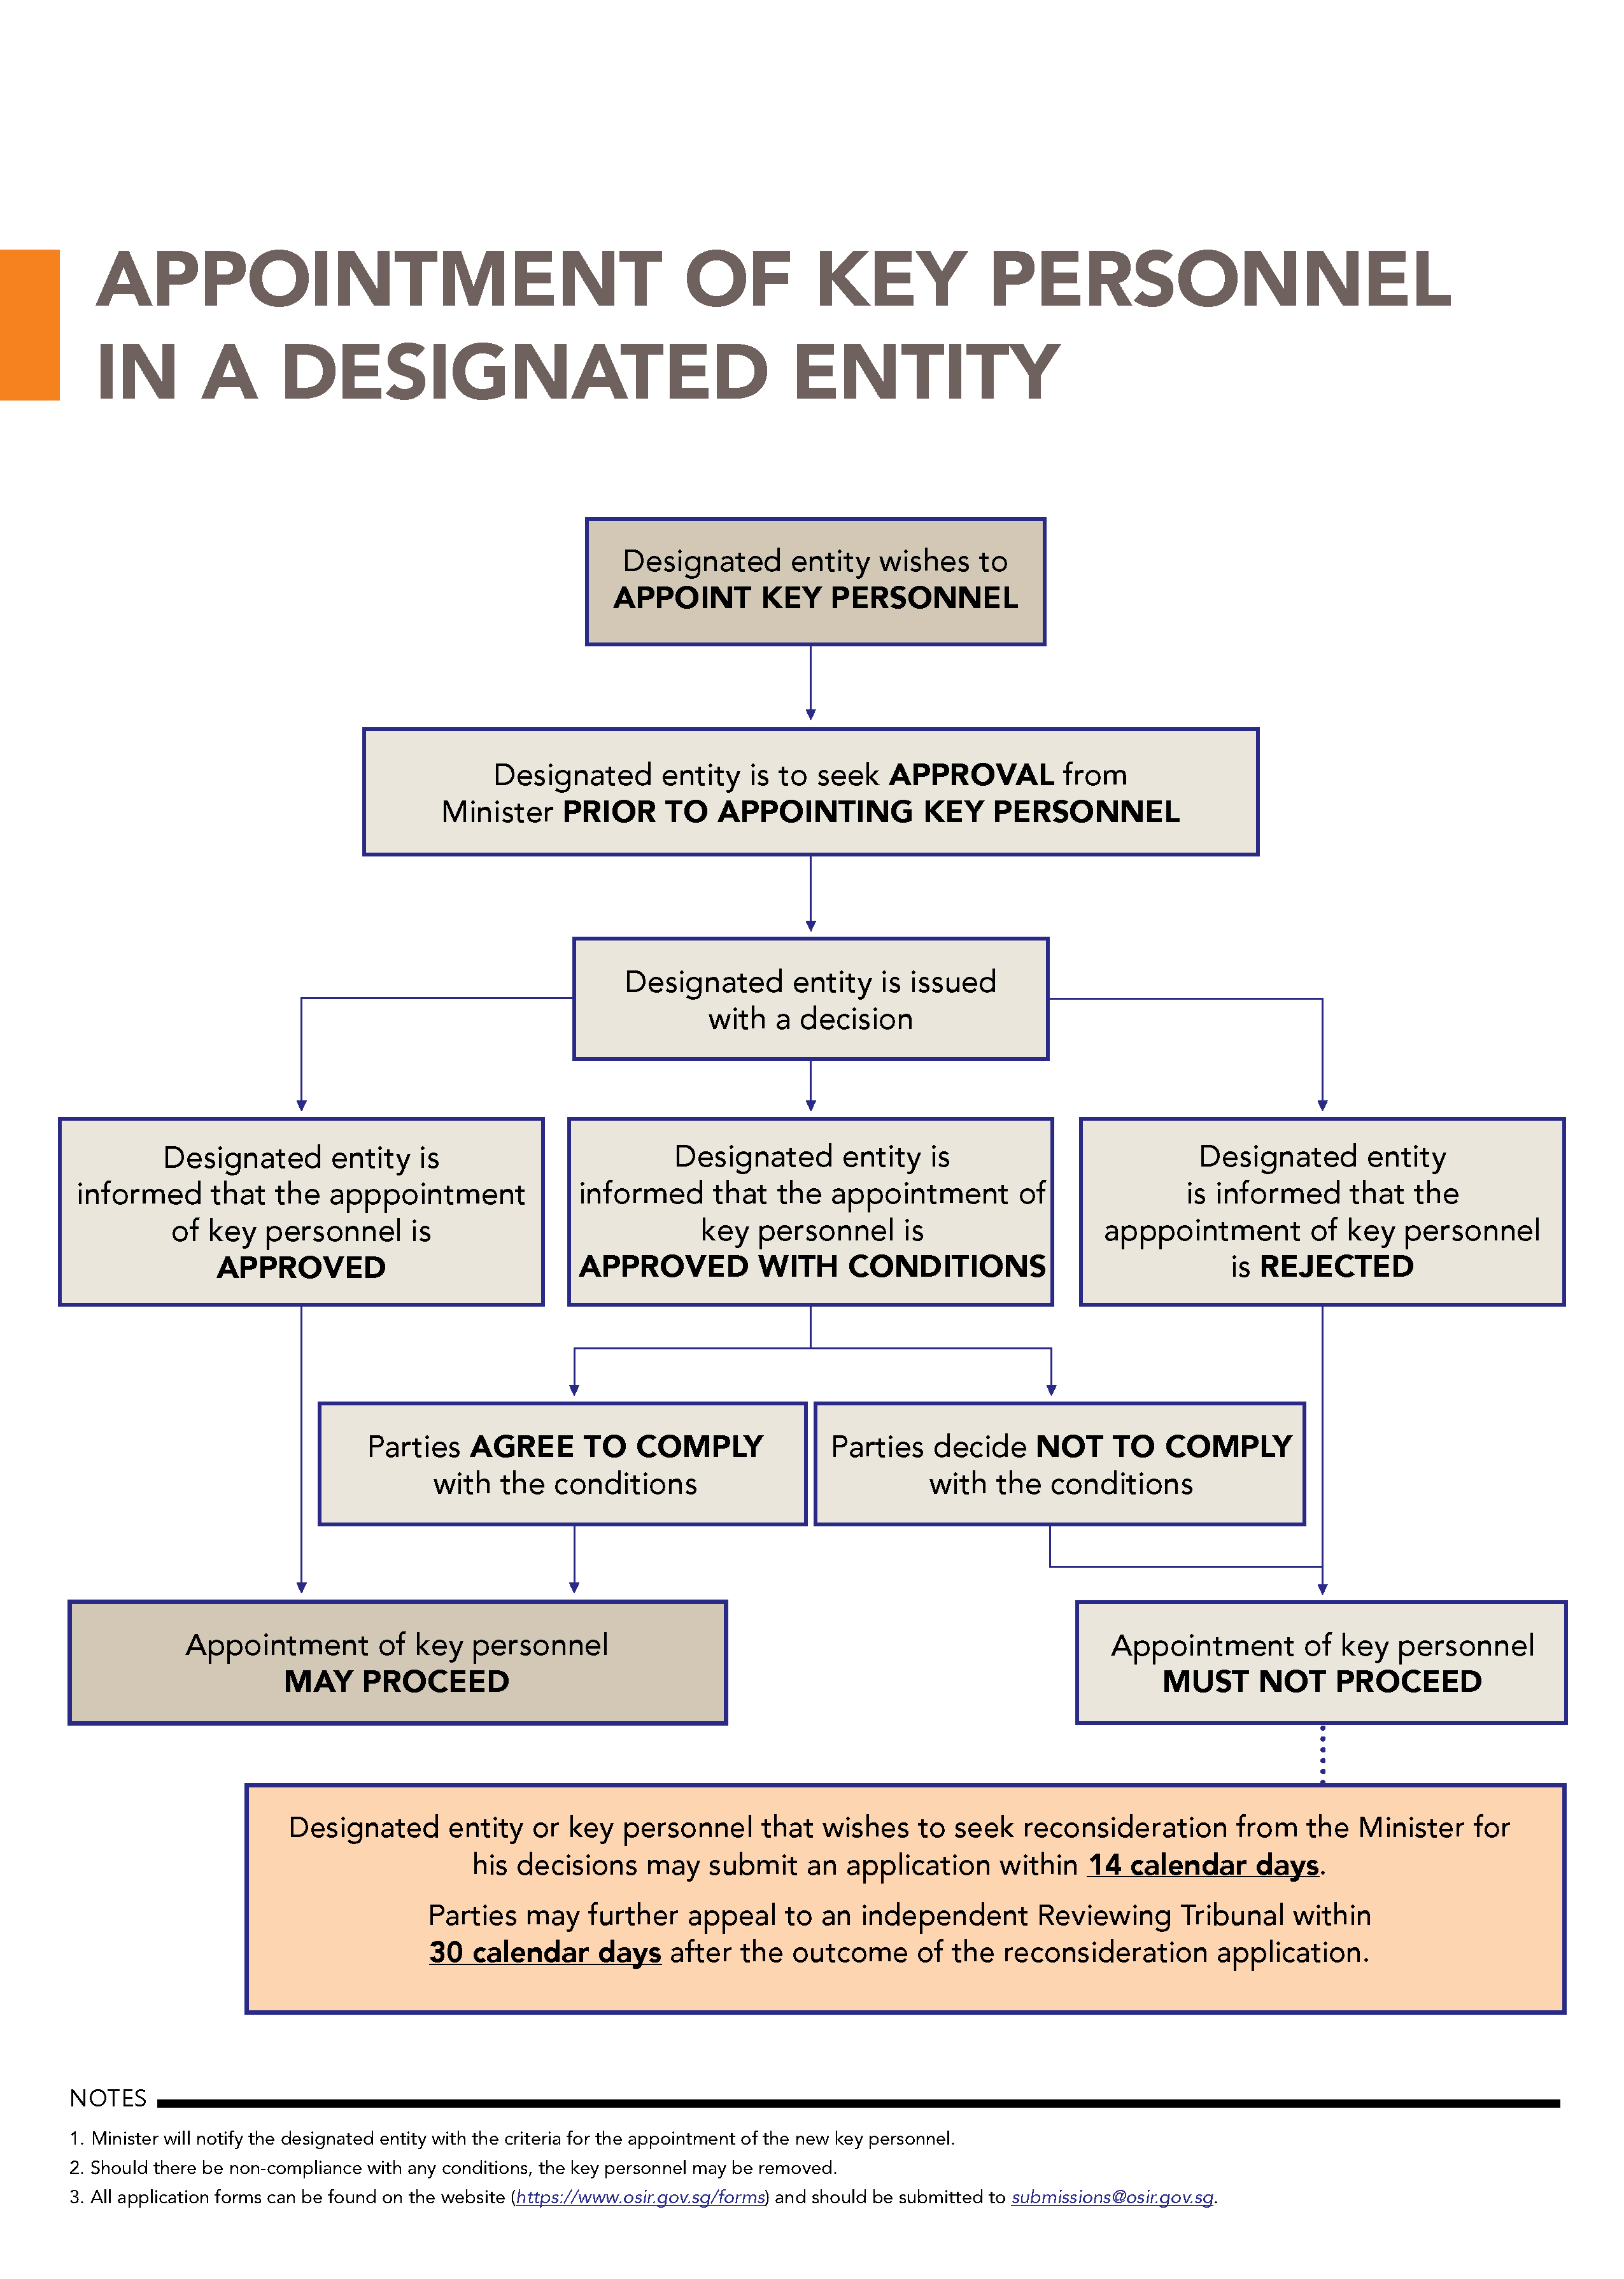 APPOINTMENT OF KEY PERSONNEL
IN A DESIGNATED ENTITY
Designated entity wishes to
APPOINT KEY PERSONNEL
Designated entity is to seek APPROVAL from
Minister PRIOR TO APPOINTING KEY PERSONNEL
Designated entity is issued
with a decision
Designated entity is
informed that the apppointment
of key personnel is
APPROVED
Designated entity is
informed that the appointment of
key personnel is
APPROVED WITH CONDITIONS
Designated entity
is informed that the
apppointment of key personnel
is REJECTED
Parties AGREE TO COMPLY
with the conditions
Parties decide NOT TO COMPLY
with the conditions
Appointment of key personnel
MAY PROCEED
Appointment of key personnel
MUST NOT PROCEED
Designated entity or key personnel that wishes to seek reconsideration from the Minister for
his decisions may submit an application within 14 calendar days.
Parties may further appeal to an independent Reviewing Tribunal within
30 calendar days after the outcome of the reconsideration application.
NOTES
1. Minister will notify the designated entity with the criteria for the appointment of the new key personnel.
2. Should there be non-compliance with any conditions, the key personnel may be removed.
3. All application forms can be found on the website (https://www.osir.gov.sg/forms) and should be submitted to submissions@osir.gov.sg.